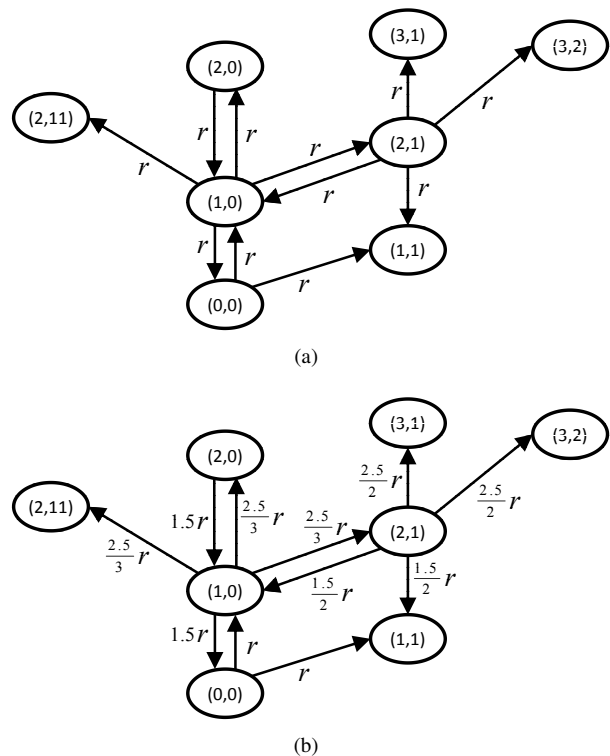 (3,1)
(3,2)
(2,0)
(2,11)
r
r
r
r
(2,1)
r
r
r
r
(1,0)
r
r
r
(1,1)
r
(0,0)
(a)
(3,1)
(3,2)
(2,0)
(2,11)
2.5/2 r
2.5/2 r
1.5r
2.5/3 r
2.5/3 r
(2,1)
2.5/3 r
1.5/2 r
1.5/2 r
(1,0)
1.5r
r
(1,1)
r
(0,0)
(b)